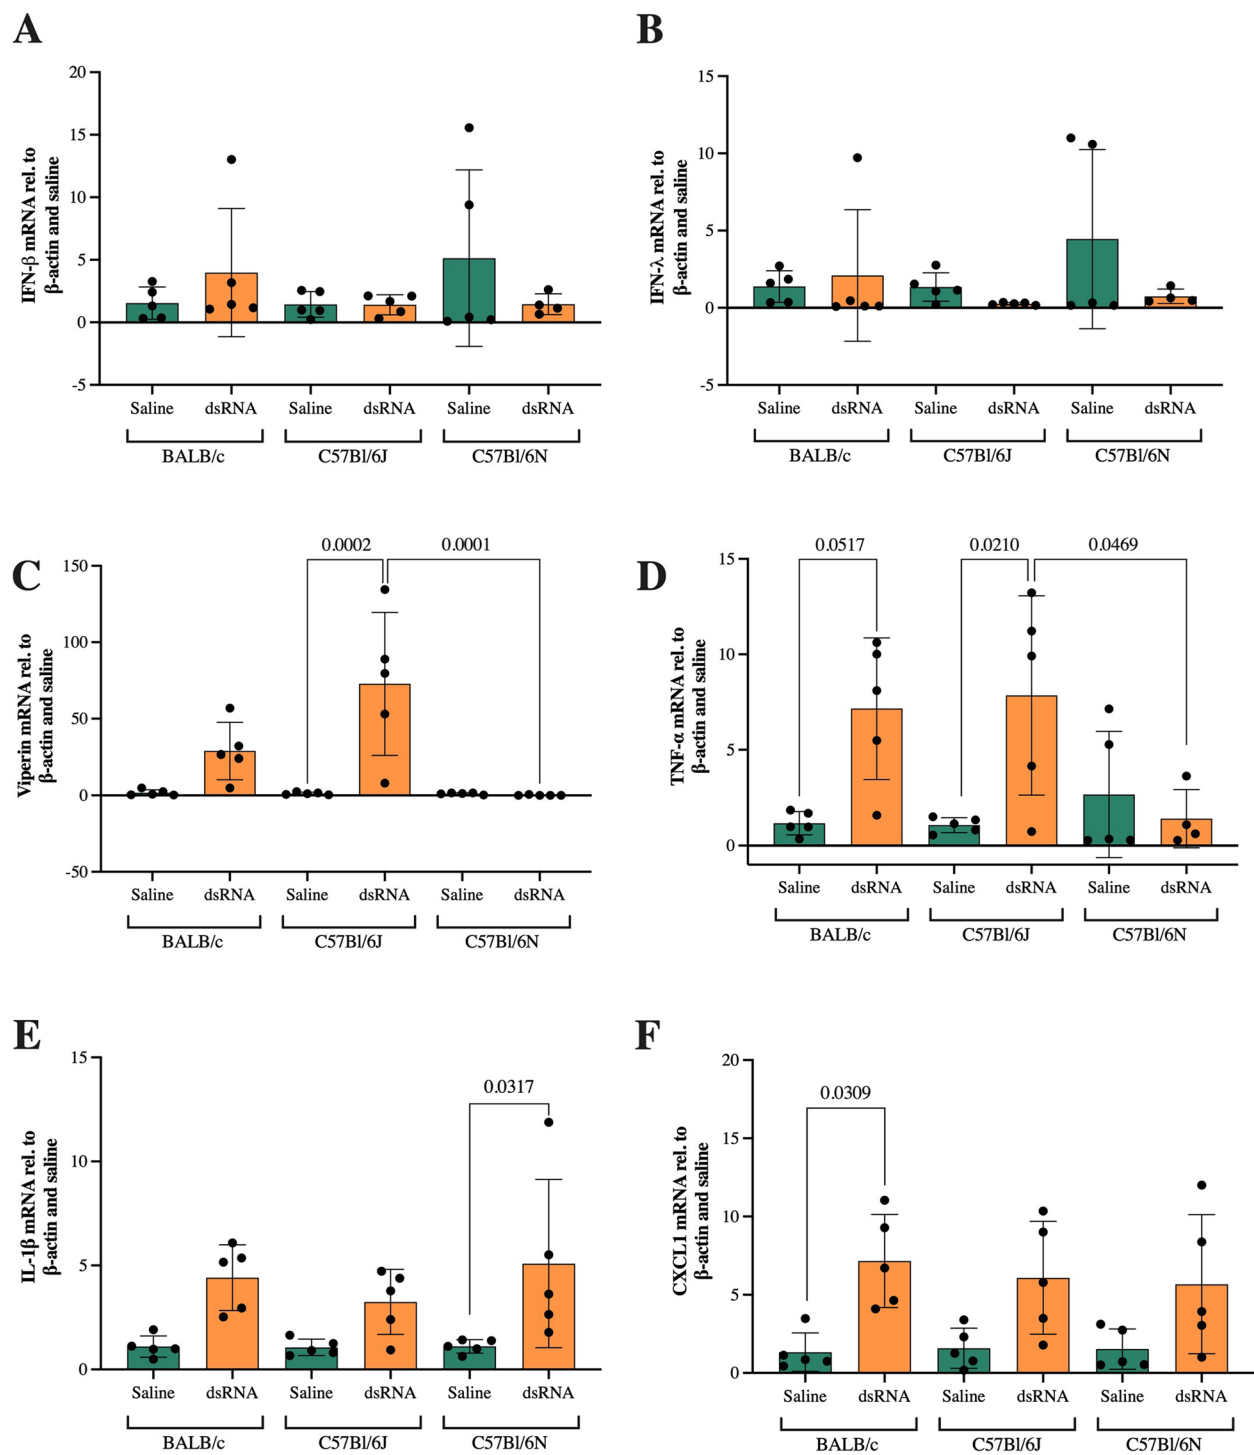 A
IFN-β mRNA rel. to
β-actin and saline
20
15
10
5
0
-5
Saline dsRNA Saline dsRNA Saline dsRNA
BALB/c C57Bl/6J C57Bl/6N
B
IFN-λ mRNA rel. to
β-actin and saline
15
10
5
0
-5
Saline dsRNA Saline dsRNA Saline dsRNA
BALB/c C57Bl/6J C57Bl/6N
C
Viperin mRNA rel. to
β-actin and saline
0.0002 0.0001
150
100
50
0
-50
Saline dsRNA Saline dsRNA Saline dsRNA
BALB/c C57Bl/6J C57Bl/6N
D
TNF-α mRNA rel. to
β-actin and saline
0.0517 0.0210 0.0469
15
10
5
0
Saline dsRNA Saline dsRNA Saline dsRNA
BALB/c C57Bl/6J C57Bl/6N
E
IL-1β mRNA rel. to
β-actin and saline
15
0.0317
10
5
0
Saline dsRNA Saline dsRNA Saline dsRNA
BALB/c C57Bl/6J C57Bl/6N
F
CXCL1 mRNA rel. to
β-actin and saline
20
0.0309
15
10
5
0
Saline dsRNA Saline dsRNA Saline dsRNA
BALB/c C57Bl/6J C57Bl/6N